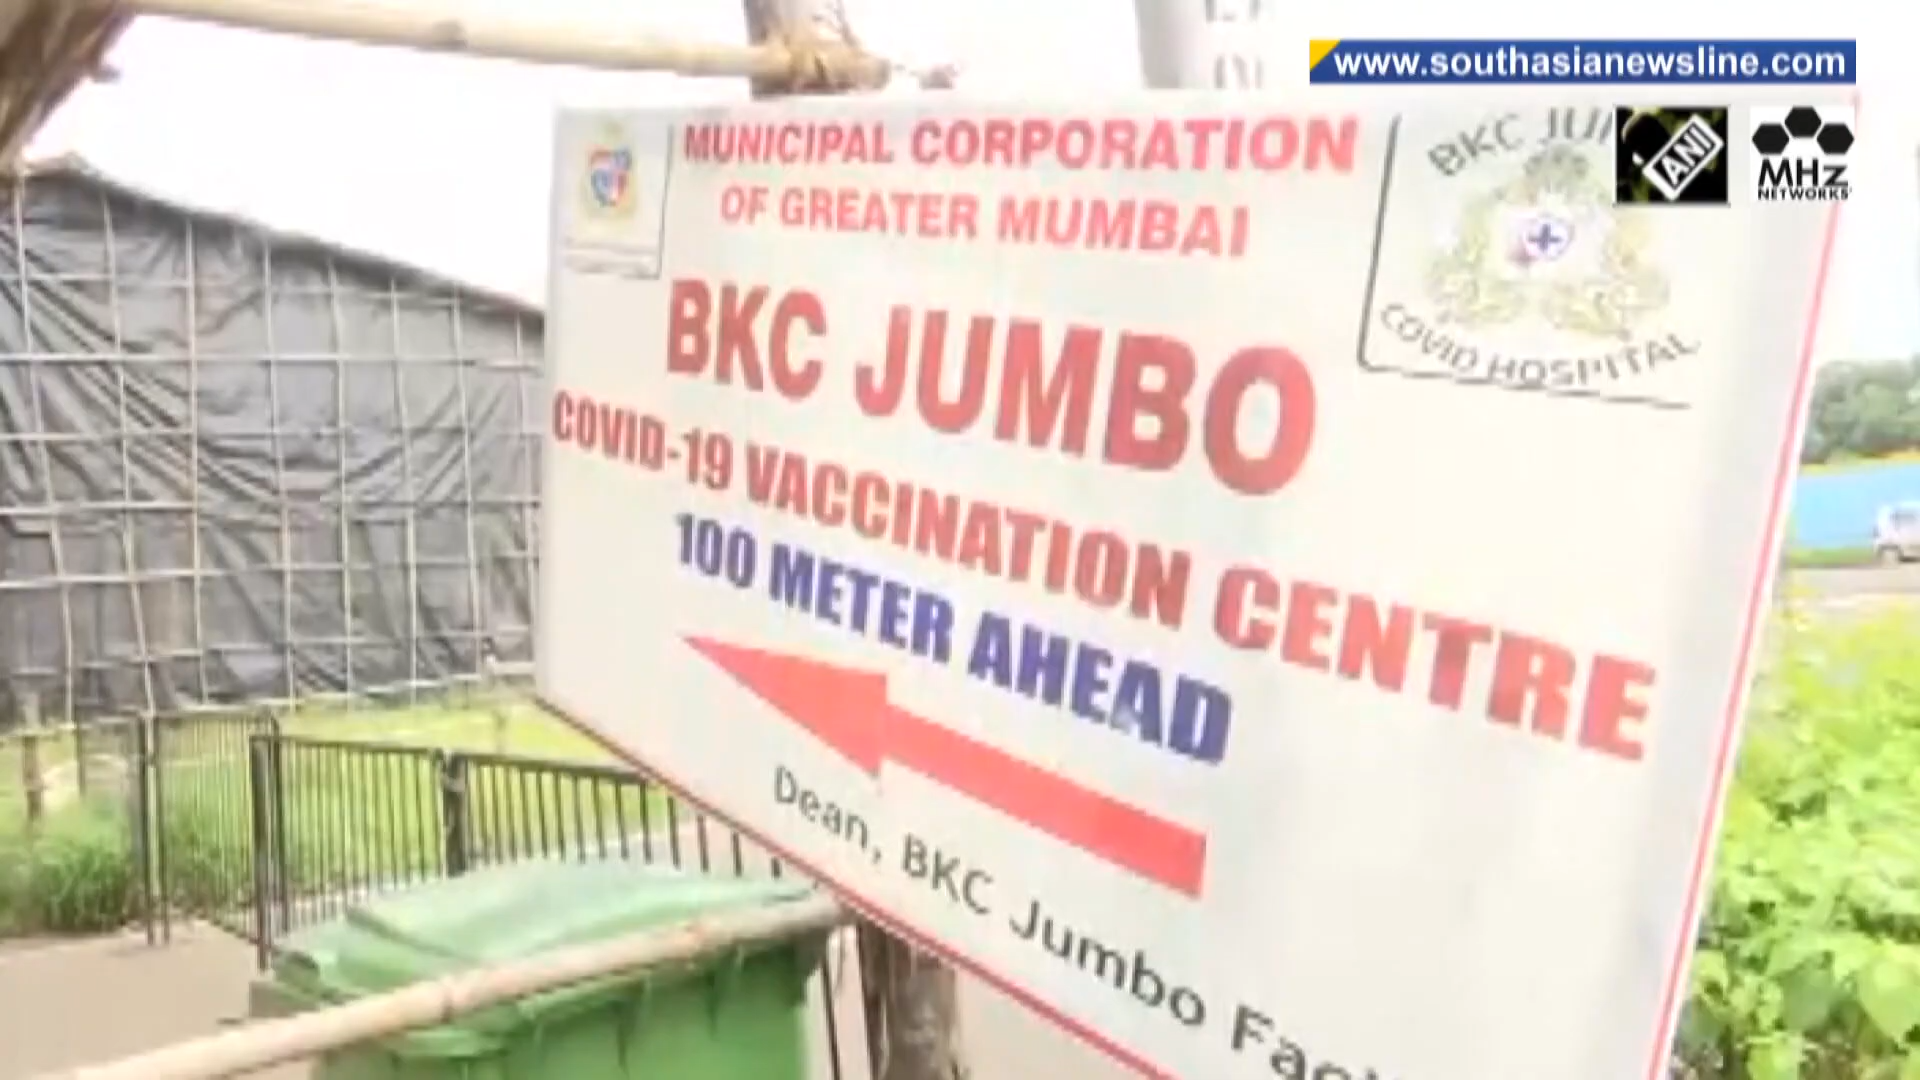 www.southasianewsline.com
ANI
MHz
NETWORKS
MUNICIPAL CORPORATION
OF GREATER MUMBAI
BKC
COVID HOSPITAL
BKC JUMBO
COVID-19 VACCINATION CENTRE
100 METER AHEAD
Dean, BKC Jumbo